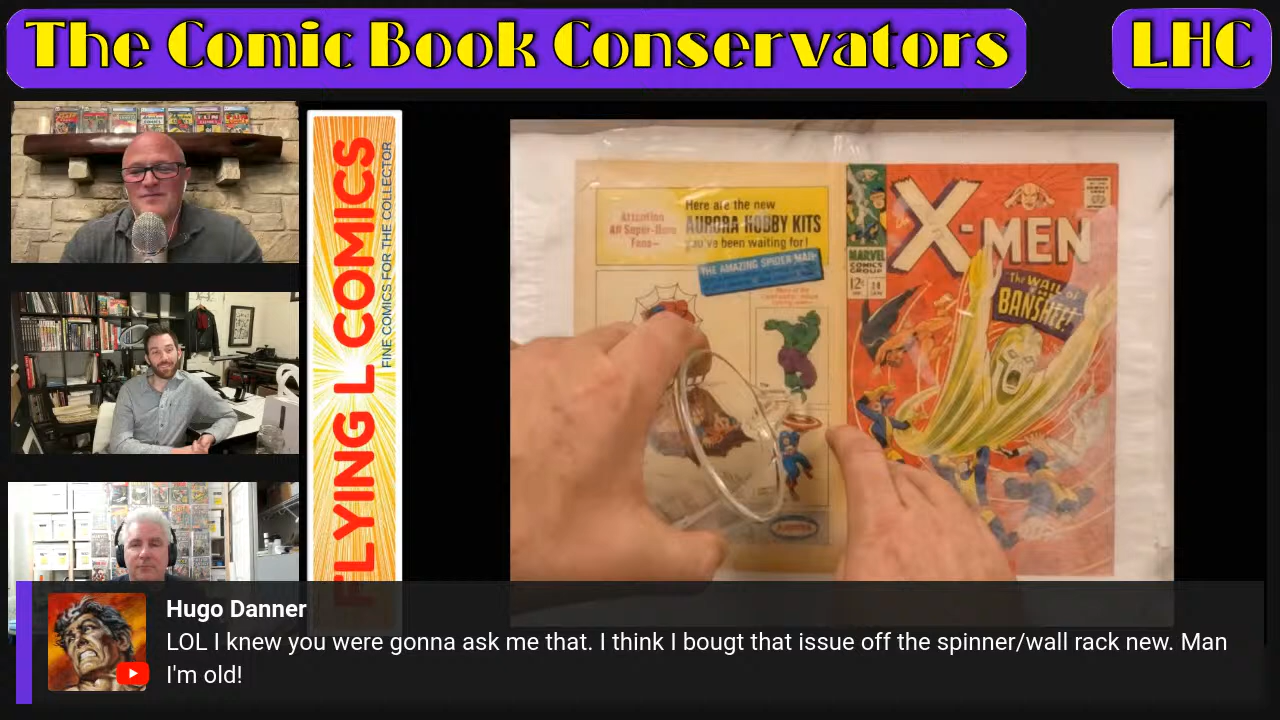 The Comic Book Conservators
LHC
FLYING L COMICS
FINE COMICS FOR THE COLLECTOR
Attention
All Super-Hero
Fans—
Here are the new
AURORA HOBBY KITS
you've been waiting for!
THE AMAZING SPIDER-MAN
X-MEN
MARVEL
COMICS
GROUP
12¢
28
JAN
The WAIL of
The BANSHEE!
AURORA
Hugo Danner
LOL I knew you were gonna ask me that. I think I bougt that issue off the spinner/wall rack new. Man
I'm old!